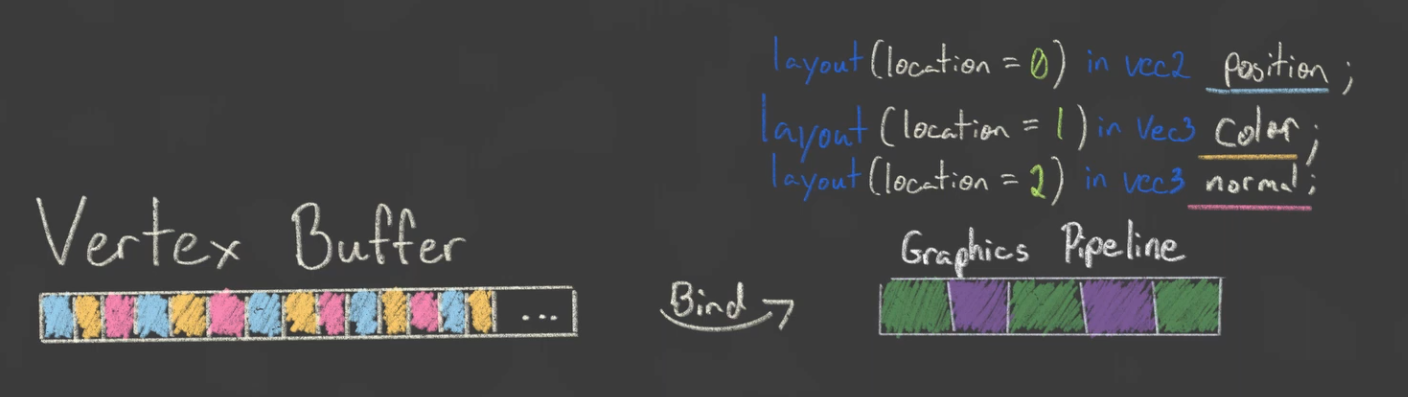 layout (location = 0) in vec2 position;
layout (location = 1) in vec3 color;
layout (location = 2) in vec3 normal;
Vertex Buffer
...
Bind
Graphics Pipeline